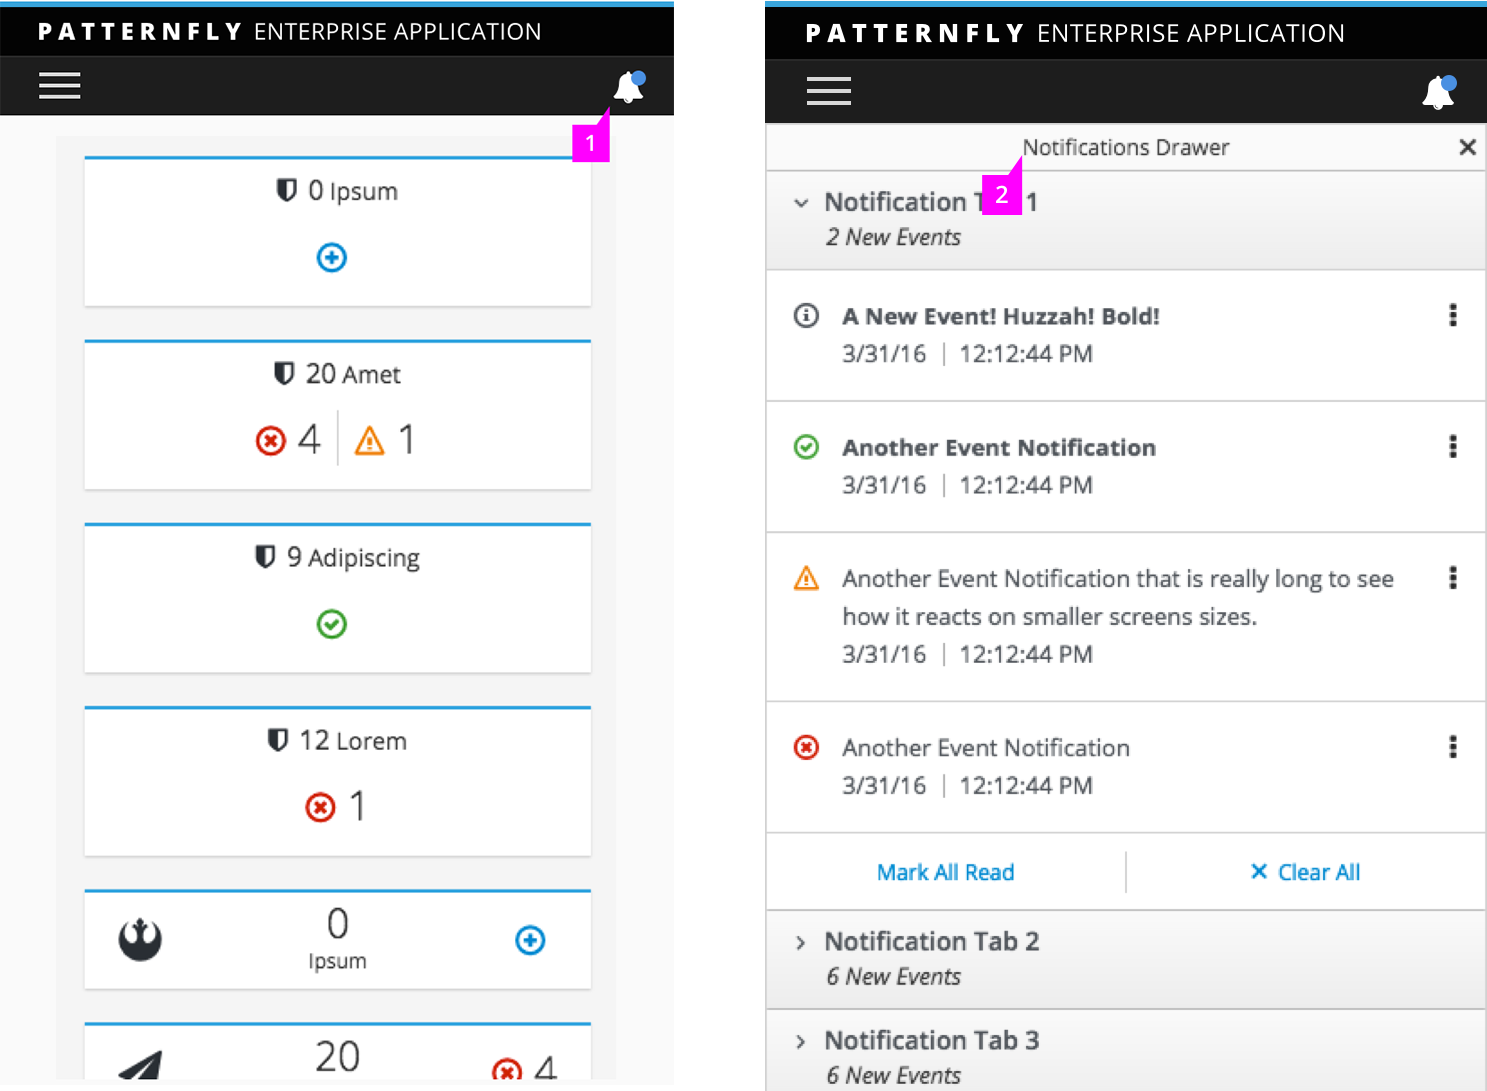 PATTERNFLY ENTERPRISE APPLICATION
1
0 Ipsum
20 Amet
4 1
9 Adipiscing
12 Lorem
1
0
Ipsum
20
4
PATTERNFLY ENTERPRISE APPLICATION
Notifications Drawer
2
Notification T 1
2 New Events
A New Event! Huzzah! Bold!
3/31/16 | 12:12:44 PM
Another Event Notification
3/31/16 | 12:12:44 PM
Another Event Notification that is really long to see
how it reacts on smaller screens sizes.
3/31/16 | 12:12:44 PM
Another Event Notification
3/31/16 | 12:12:44 PM
Mark All Read
Clear All
Notification Tab 2
6 New Events
Notification Tab 3
6 New Events